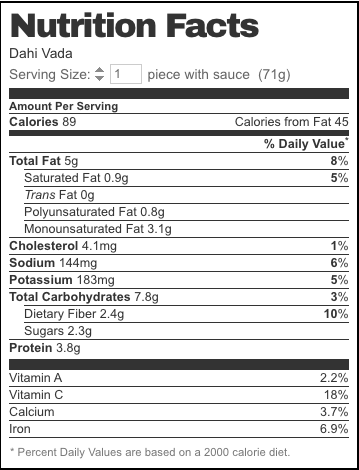 Nutrition Facts
Dahi Vada
Serving Size: 1 piece with sauce (71g)
Amount Per Serving
Calories 89 Calories from Fat 45
% Daily Value*
Total Fat 5g 8%
Saturated Fat 0.9g 5%
Trans Fat 0g
Polyunsaturated Fat 0.8g
Monounsaturated Fat 3.1g
Cholesterol 4.1mg 1%
Sodium 144mg 6%
Potassium 183mg 5%
Total Carbohydrates 7.8g 3%
Dietary Fiber 2.4g 10%
Sugars 2.3g
Protein 3.8g
Vitamin A 2.2%
Vitamin C 18%
Calcium 3.7%
Iron 6.9%
* Percent Daily Values are based on a 2000 calorie diet.